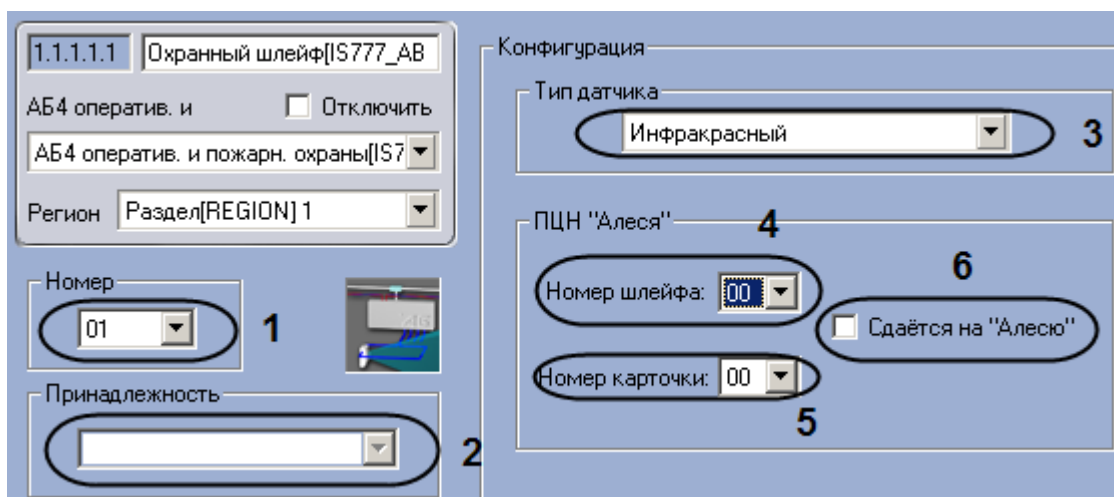 1.1.1.1.1 Охранный шлейф[IS777_AB
АБ4 оператив. и Отключить
АБ4 оператив. и пожарн. охраны[IS7
Регион Раздел[REGION] 1
Номер
01 1
Принадлежность
2
Конфигурация
Тип датчика
Инфракрасный 3
ПЦН "Алеся" 4
Номер шлейфа: 00
6
Сдаётся на "Алесю"
Номер карточки: 00
5